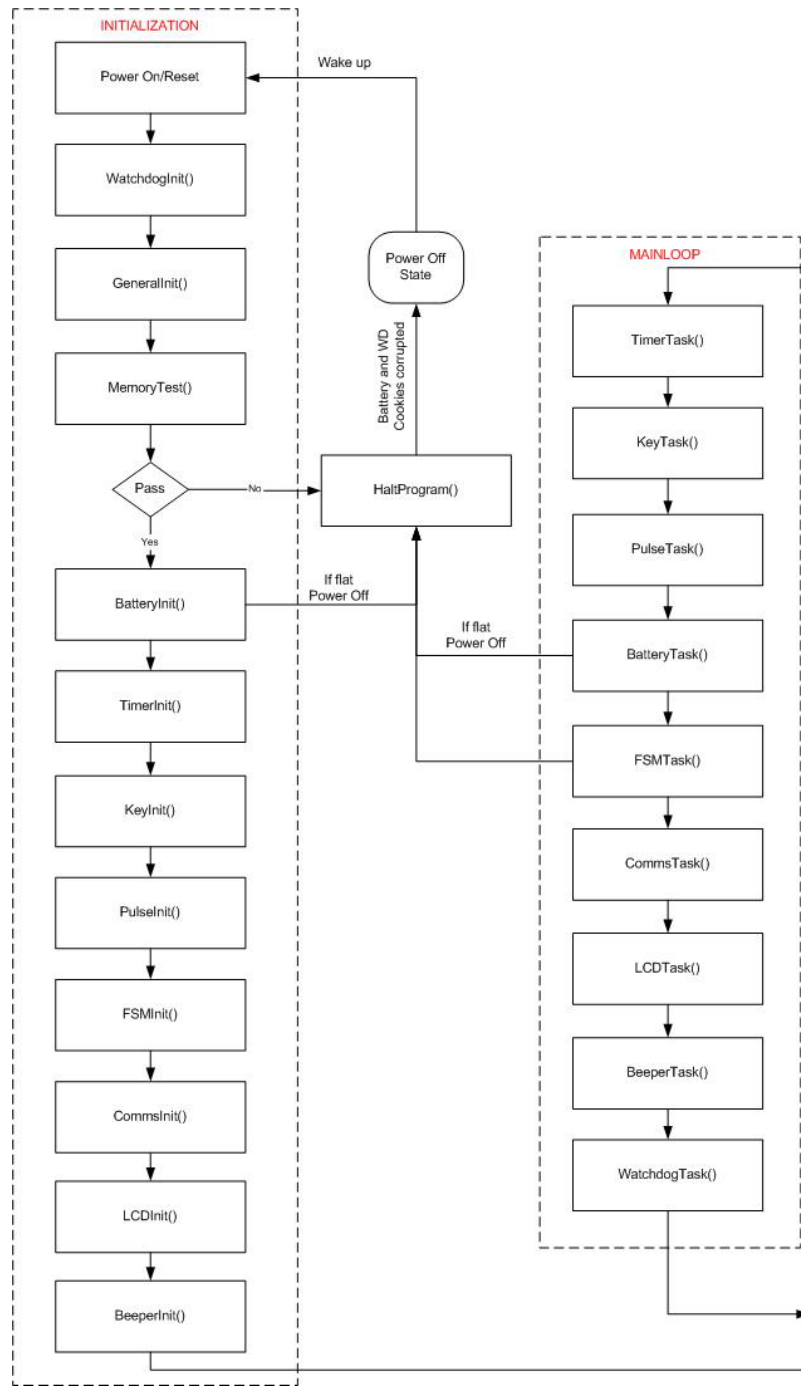 INITIALIZATION
Power On/Reset
WatchdogInit()
GeneralInit()
MemoryTest()
Pass
No
Yes
BatteryInit()
TimerInit()
KeyInit()
PulseInit()
FSMInit()
CommsInit()
LCDInit()
BeeperInit()
Wake up
Power Off
State
Battery and WD
Cookies corrupted
HaltProgram()
If flat
Power Off
If flat
Power Off
MAINLOOP
TimerTask()
KeyTask()
PulseTask()
BatteryTask()
FSMTask()
CommsTask()
LCDTask()
BeeperTask()
WatchdogTask()